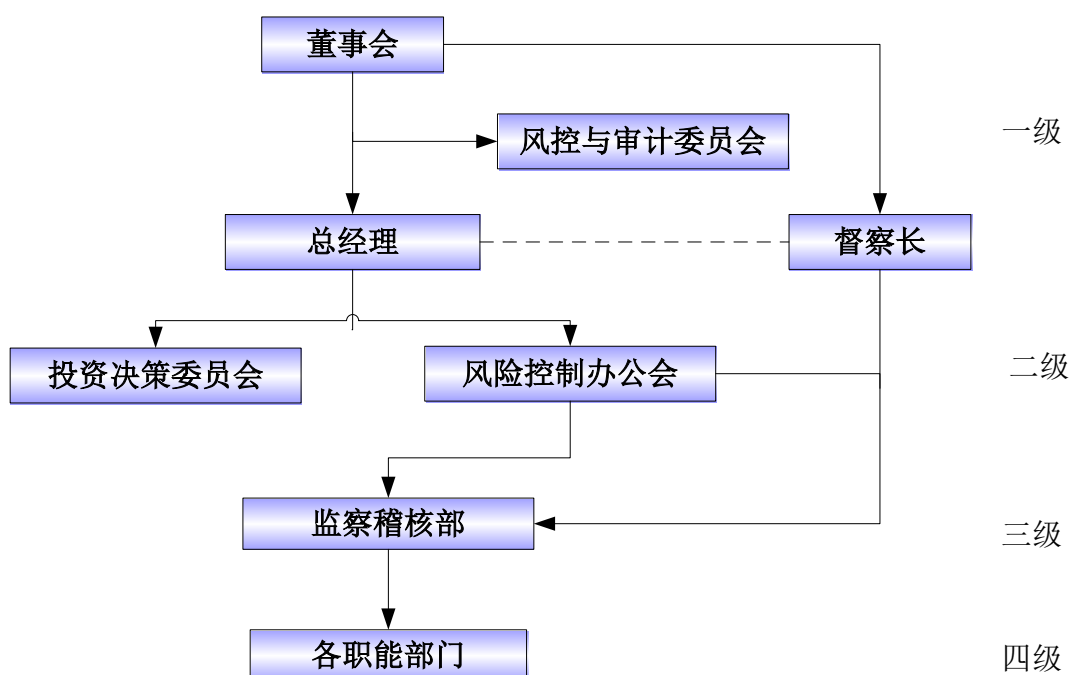 董事会
风控与审计委员会
一级
总经理
督察长
投资决策委员会
风险控制办公会
二级
监察稽核部
三级
各职能部门
四级